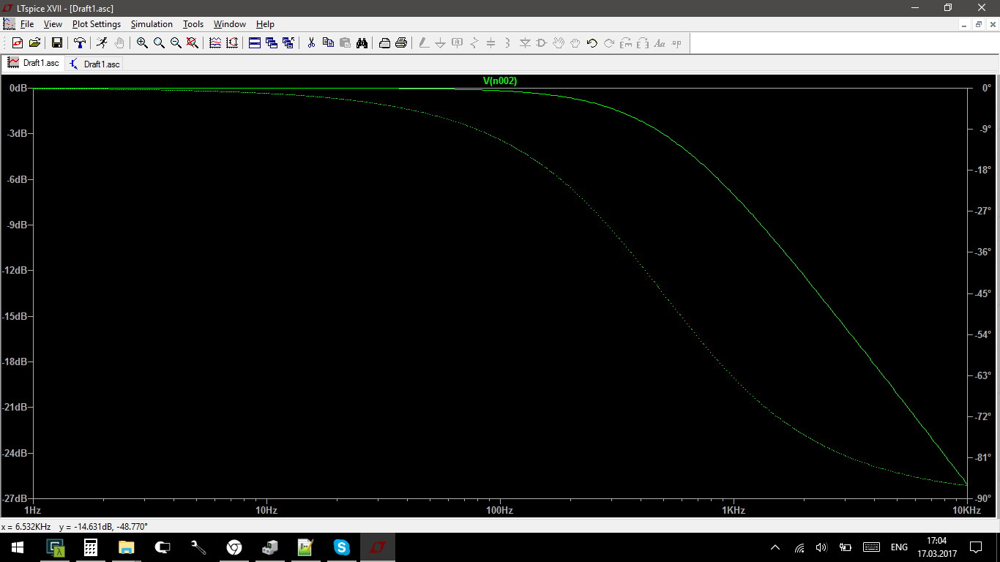 LTspice XVII - [Draft1.asc]
File View Plot Settings Simulation Tools Window Help
Draft1.asc Draft1.asc
V(n002)
0dB 0°
-3dB -9°
-6dB -18°
-9dB -27°
-12dB -36°
-15dB -45°
-18dB -54°
-21dB -63°
-24dB -72°
-27dB -81°
-90°
1Hz 10Hz 100Hz 1KHz 10KHz
x = 6.532KHz y = -14.631dB, -48.770°
ENG
17:04
17.03.2017